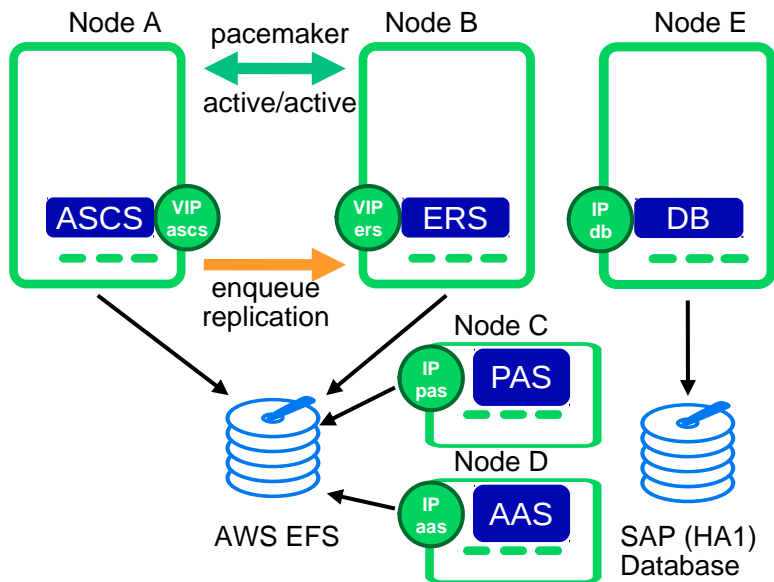 Node A
pacemaker
Node B
Node E
active/active
ASCS
VIP
ascs
VIP
ers
ERS
IP
db
DB
enqueue
replication
Node C
IP
pas
PAS
Node D
IP
aas
AAS
AWS EFS
SAP (HA1)
Database